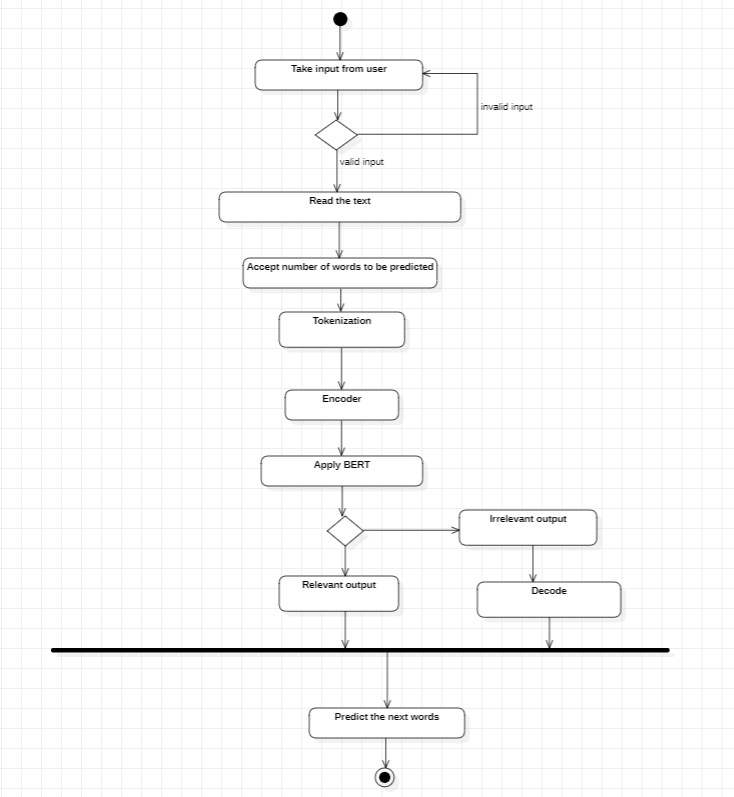 Take input from user
invalid input
valid input
Read the text
Accept number of words to be predicted
Tokenization
Encoder
Apply BERT
Irrelevant output
Relevant output
Decode
Predict the next words